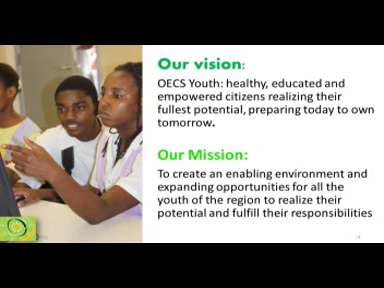 Our vision:
OECS Youth: healthy, educated and
empowered citizens realizing their
fullest potential, preparing today to own
tomorrow.
Our Mission:
To create an enabling environment and
expanding opportunities for all the
youth of the region to realize their
potential and fulfill their responsibilities
14